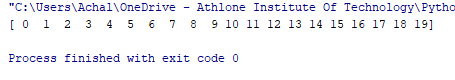 "C:\Users\Achal\OneDrive - Athlone Institute Of Technology\Pytho
[ 0  1  2  3  4  5  6  7  8  9 10 11 12 13 14 15 16 17 18 19]
Process finished with exit code 0